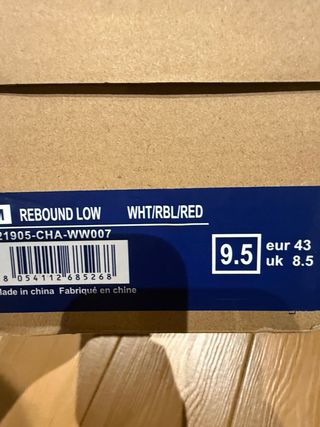 M REBOUND LOW WHT/RBL/RED
21905-CHA-WW007
9.5 eur 43
uk 8.5
8 054112 685268
Made in china Fabriqué en chine